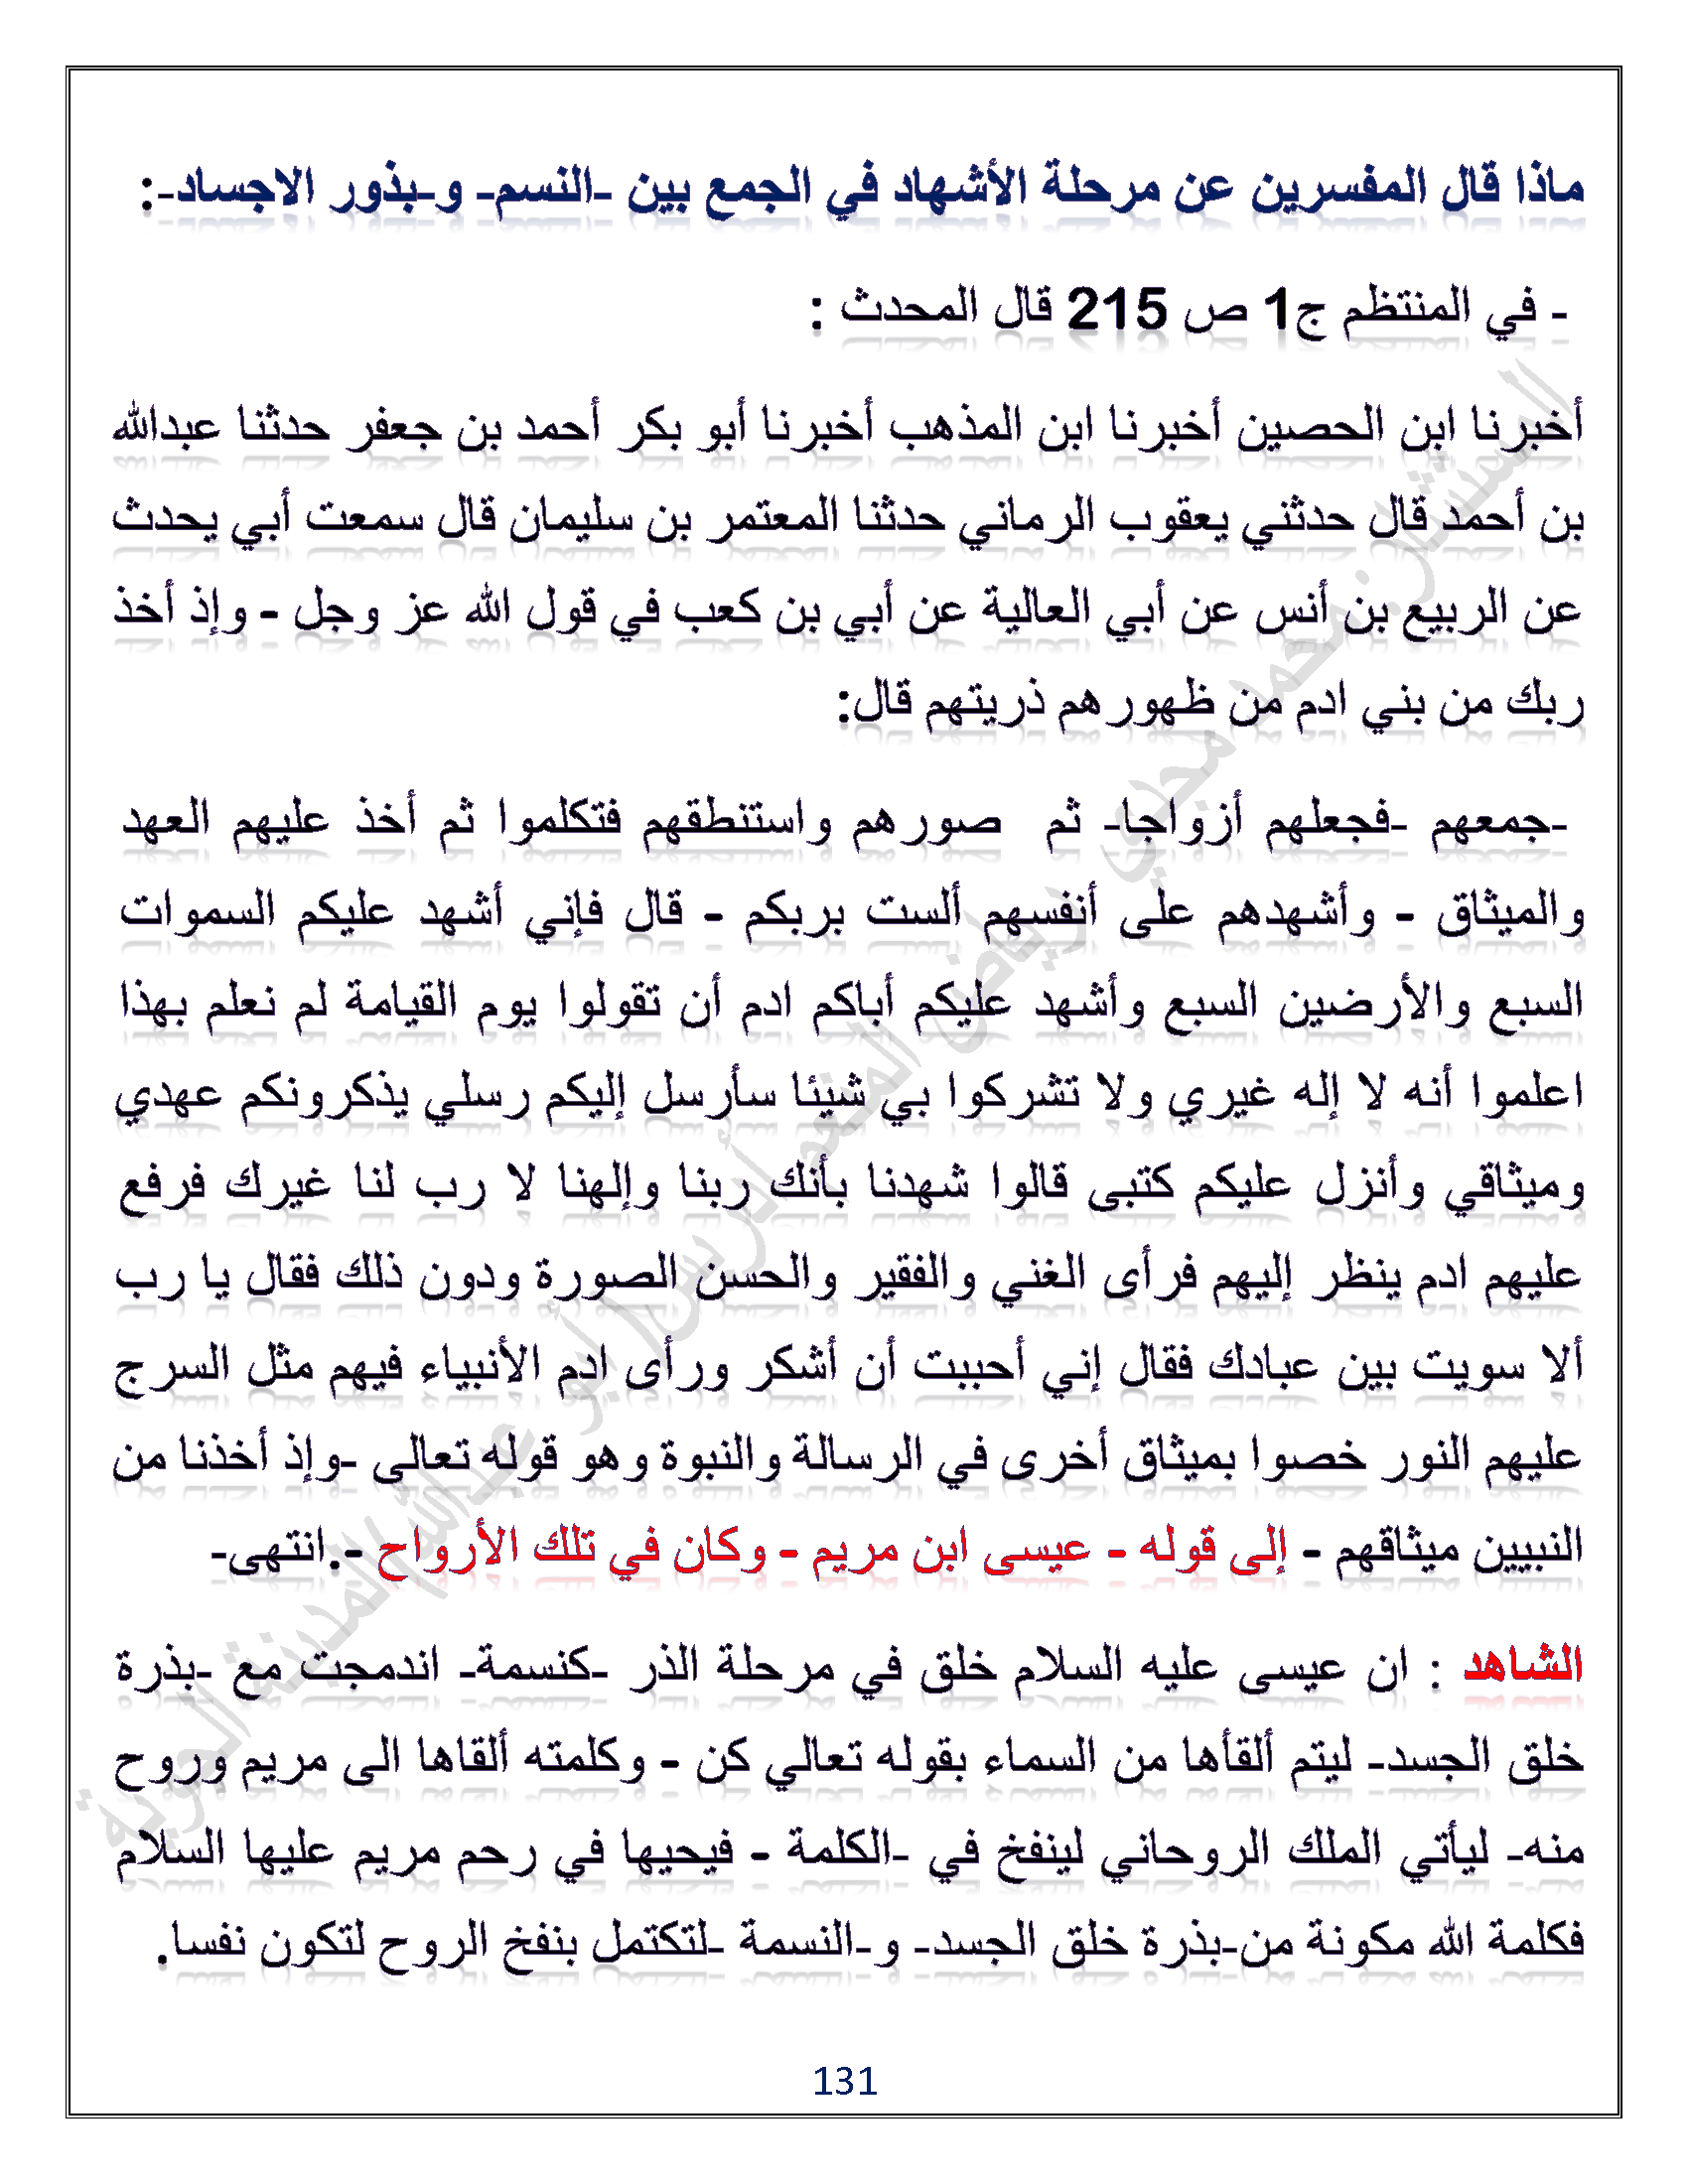 ماذا قال المفسرين عن مرحلة الأشهاد في الجمع بين -النسم- و-بذور الاجساد-:
- في المنتظم ج1 ص 215 قال المحدث :
أخبرنا ابن الحصين أخبرنا ابن المذهب أخبرنا أبو بكر أحمد بن جعفر حدثنا عبدالله
بن أحمد قال حدثني يعقوب الرماني حدثنا المعتمر بن سليمان قال سمعت أبي يحدث
عن الربيع بن أنس عن أبي العالية عن أبي بن كعب في قول الله عز وجل - وإذ أخذ
ربك من بني ادم من ظهورهم ذريتهم قال:
-جمعهم -فجعلهم أزواجا- ثم صورهم واستنطقهم فتكلموا ثم أخذ عليهم العهد
والميثاق - وأشهدهم على أنفسهم ألست بربكم - قال فإني أشهد عليكم السموات
السبع والأرضين السبع وأشهد عليكم أباكم ادم أن تقولوا يوم القيامة لم نعلم بهذا
اعلموا أنه لا إله غيري ولا تشركوا بي شيئا سأرسل إليكم رسلي يذكرونكم عهدي
وميثاقي وأنزل عليكم كتبى قالوا شهدنا بأنك ربنا وإلهنا لا رب لنا غيرك فرفع
عليهم ادم ينظر إليهم فرأى الغني والفقير والحسن الصورة ودون ذلك فقال يا رب
ألا سويت بين عبادك فقال إني أحببت أن أشكر ورأى ادم الأنبياء فيهم مثل السرج
عليهم النور خصوا بميثاق أخرى في الرسالة والنبوة وهو قوله تعالى -وإذ أخذنا من
النبيين ميثاقهم - إلى قوله - عيسى ابن مريم - وكان في تلك الأرواح -.انتهى-
الشاهد : ان عيسى عليه السلام خلق في مرحلة الذر -كنسمة- اندمجت مع -بذرة
خلق الجسد- ليتم ألقأها من السماء بقوله تعالي كن - وكلمته ألقاها الى مريم وروح
منه- ليأتي الملك الروحاني لينفخ في -الكلمة - فيحيها في رحم مريم عليها السلام
فكلمة الله مكونة من-بذرة خلق الجسد- و-النسمة -لتكتمل بنفخ الروح لتكون نفسا.
131